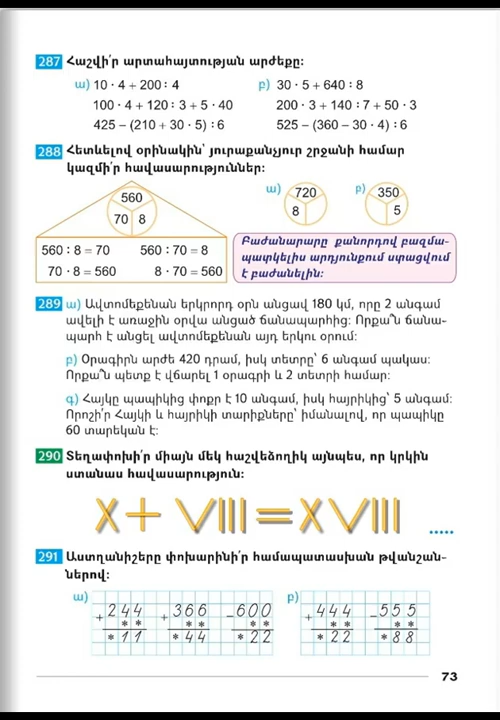 287 Հաշվի՛ր արտահայտության արժեքը:
ա) 10 · 4 + 200 : 4
բ) 30 · 5 + 640 : 8
100 · 4 + 120 : 3 + 5 · 40
200 · 3 + 140 : 7 + 50 · 3
425 – (210 + 30 · 5) : 6
525 – (360 – 30 · 4) : 6
288 Հետևելով օրինակին՝ յուրաքանչյուր շրջանի համար
կազմի՛ր հավասարություններ:
560
70 8
560 : 8 = 70 560 : 70 = 8
70 · 8 = 560 8 · 70 = 560
ա) 720
8
բ) 350
5
Բաժանարարը քանորդով բազմա-
պատկելիս արդյունքում ստացվում
է բաժանելին:
289 ա) Ավտոմեքենան երկրորդ օրն անցավ 180 կմ, որը 2 անգամ
ավելի է առաջին օրվա անցած ճանապարհից: Որքա՞ն ճանա-
պարհ է անցել ավտոմեքենան այդ երկու օրում:
բ) Օրագիրն արժե 420 դրամ, իսկ տետրը՝ 6 անգամ պակաս:
Որքա՞ն պետք է վճարել 1 օրագրի և 2 տետրի համար:
գ) Հայկը պապիկից փոքր է 10 անգամ, իսկ հայրիկից՝ 5 անգամ:
Որոշի՛ր Հայկի և հայրիկի տարիքները՝ իմանալով, որ պապիկը
60 տարեկան է:
290 Տեղափոխի՛ր միայն մեկ հաշվեձողիկ այնպես, որ կրկին
ստանաս հավասարություն:
X + VIII = XVIII .....
291 Աստղանիշերը փոխարինի՛ր համապատասխան թվանշան-
ներով:
ա) + 244 + 366 – 600
** ** **
*11 *44 *22
բ) + 444 – 555
** **
*22 *88
73